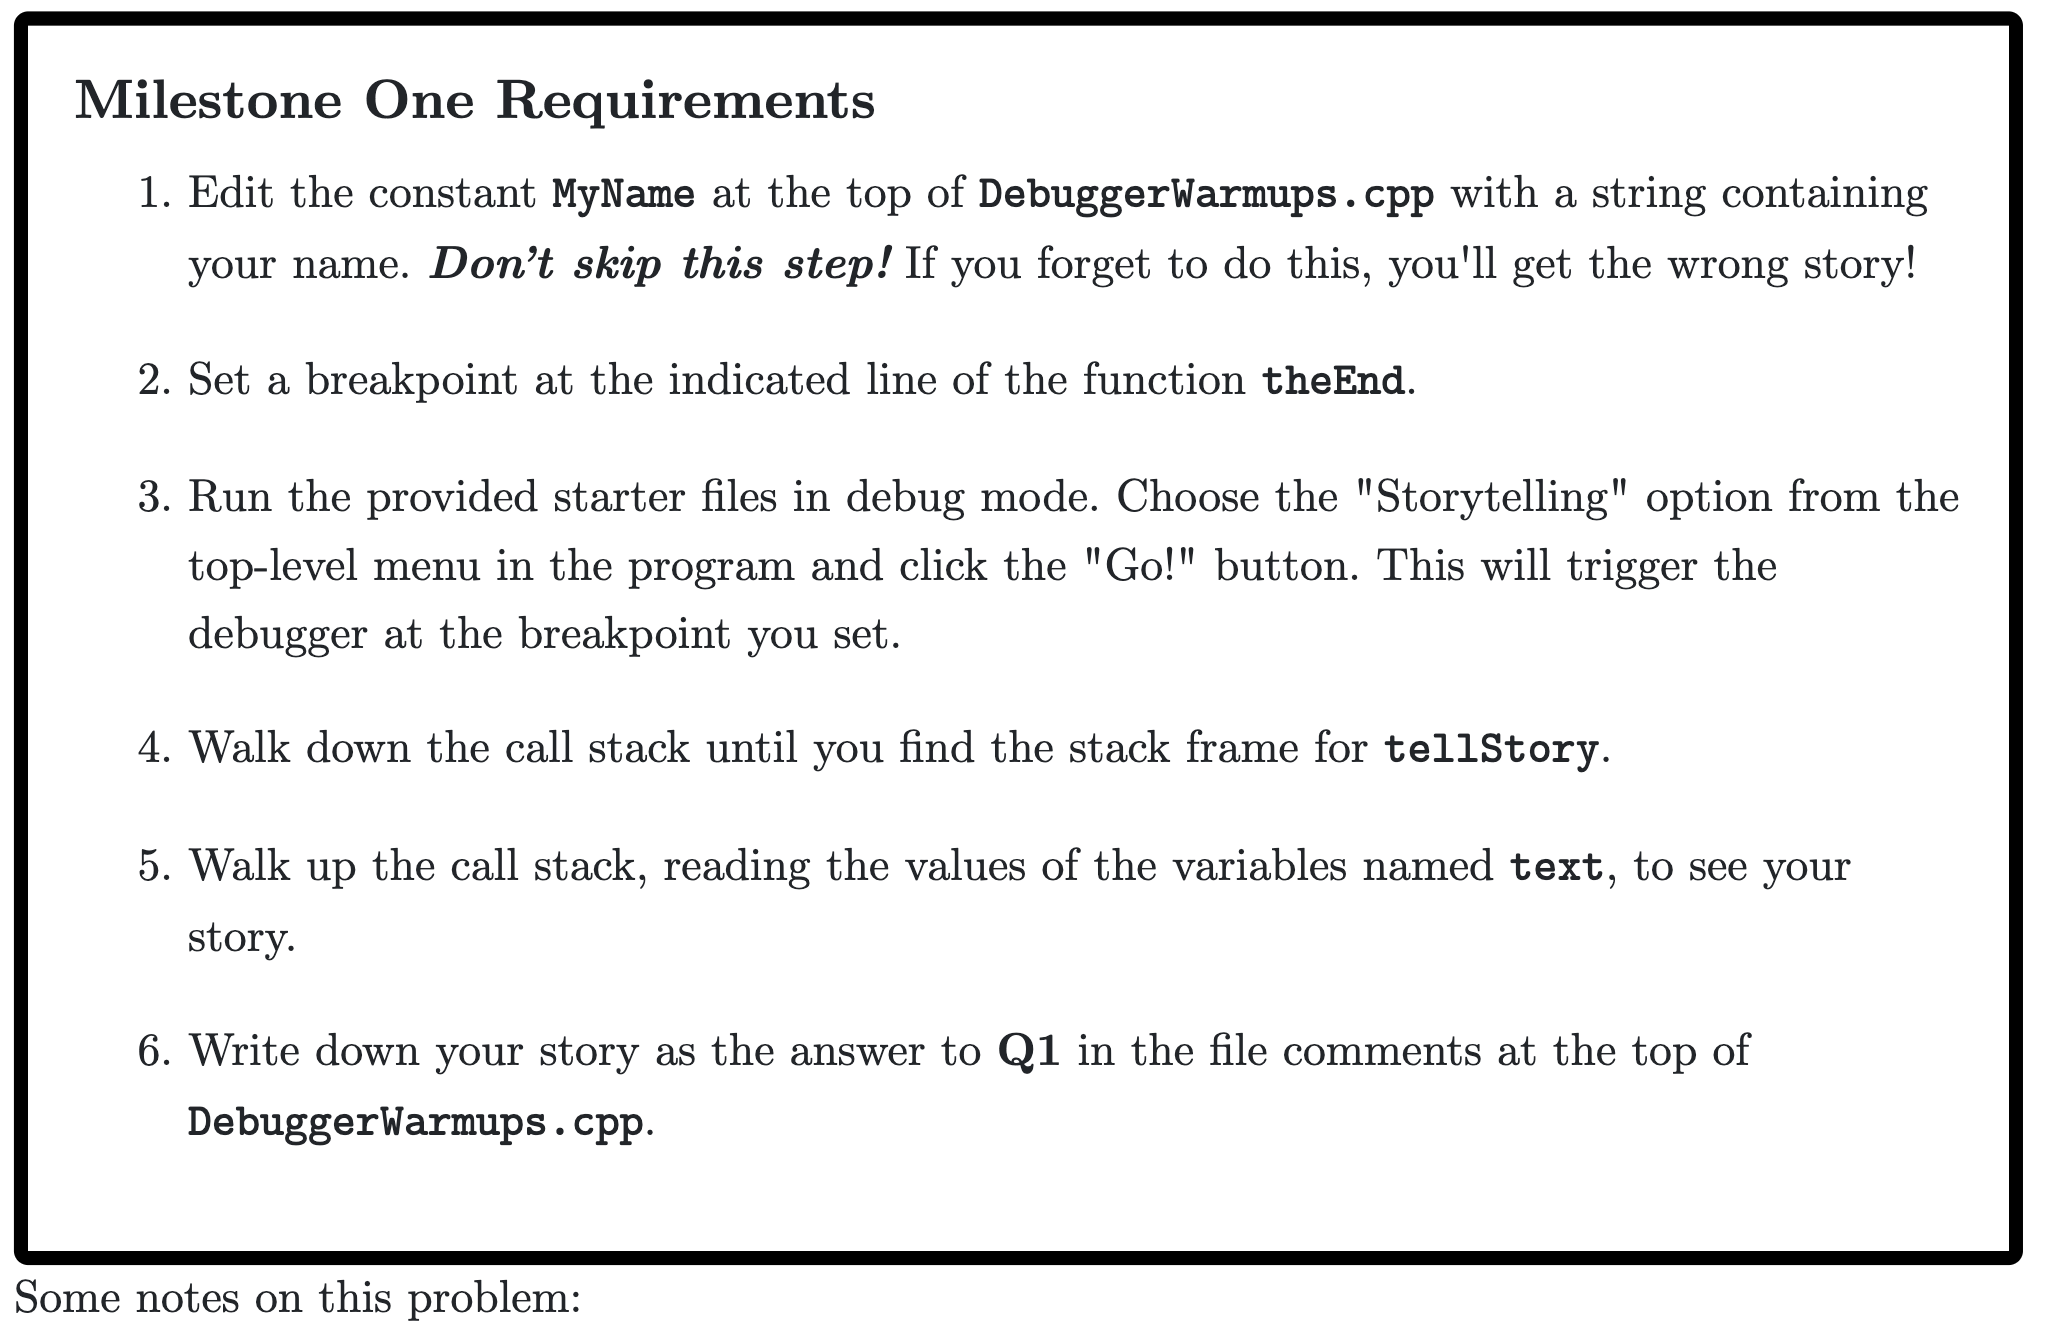 Milestone One Requirements
1. Edit the constant MyName at the top of DebuggerWarmups.cpp with a string containing
your name. Don't skip this step! If you forget to do this, you'll get the wrong story!
2. Set a breakpoint at the indicated line of the function theEnd.
3. Run the provided starter files in debug mode. Choose the "Storytelling" option from the
top-level menu in the program and click the "Go!" button. This will trigger the
debugger at the breakpoint you set.
4. Walk down the call stack until you find the stack frame for tellStory.
5. Walk up the call stack, reading the values of the variables named text, to see your
story.
6. Write down your story as the answer to Q1 in the file comments at the top of
DebuggerWarmups.cpp.
Some notes on this problem: